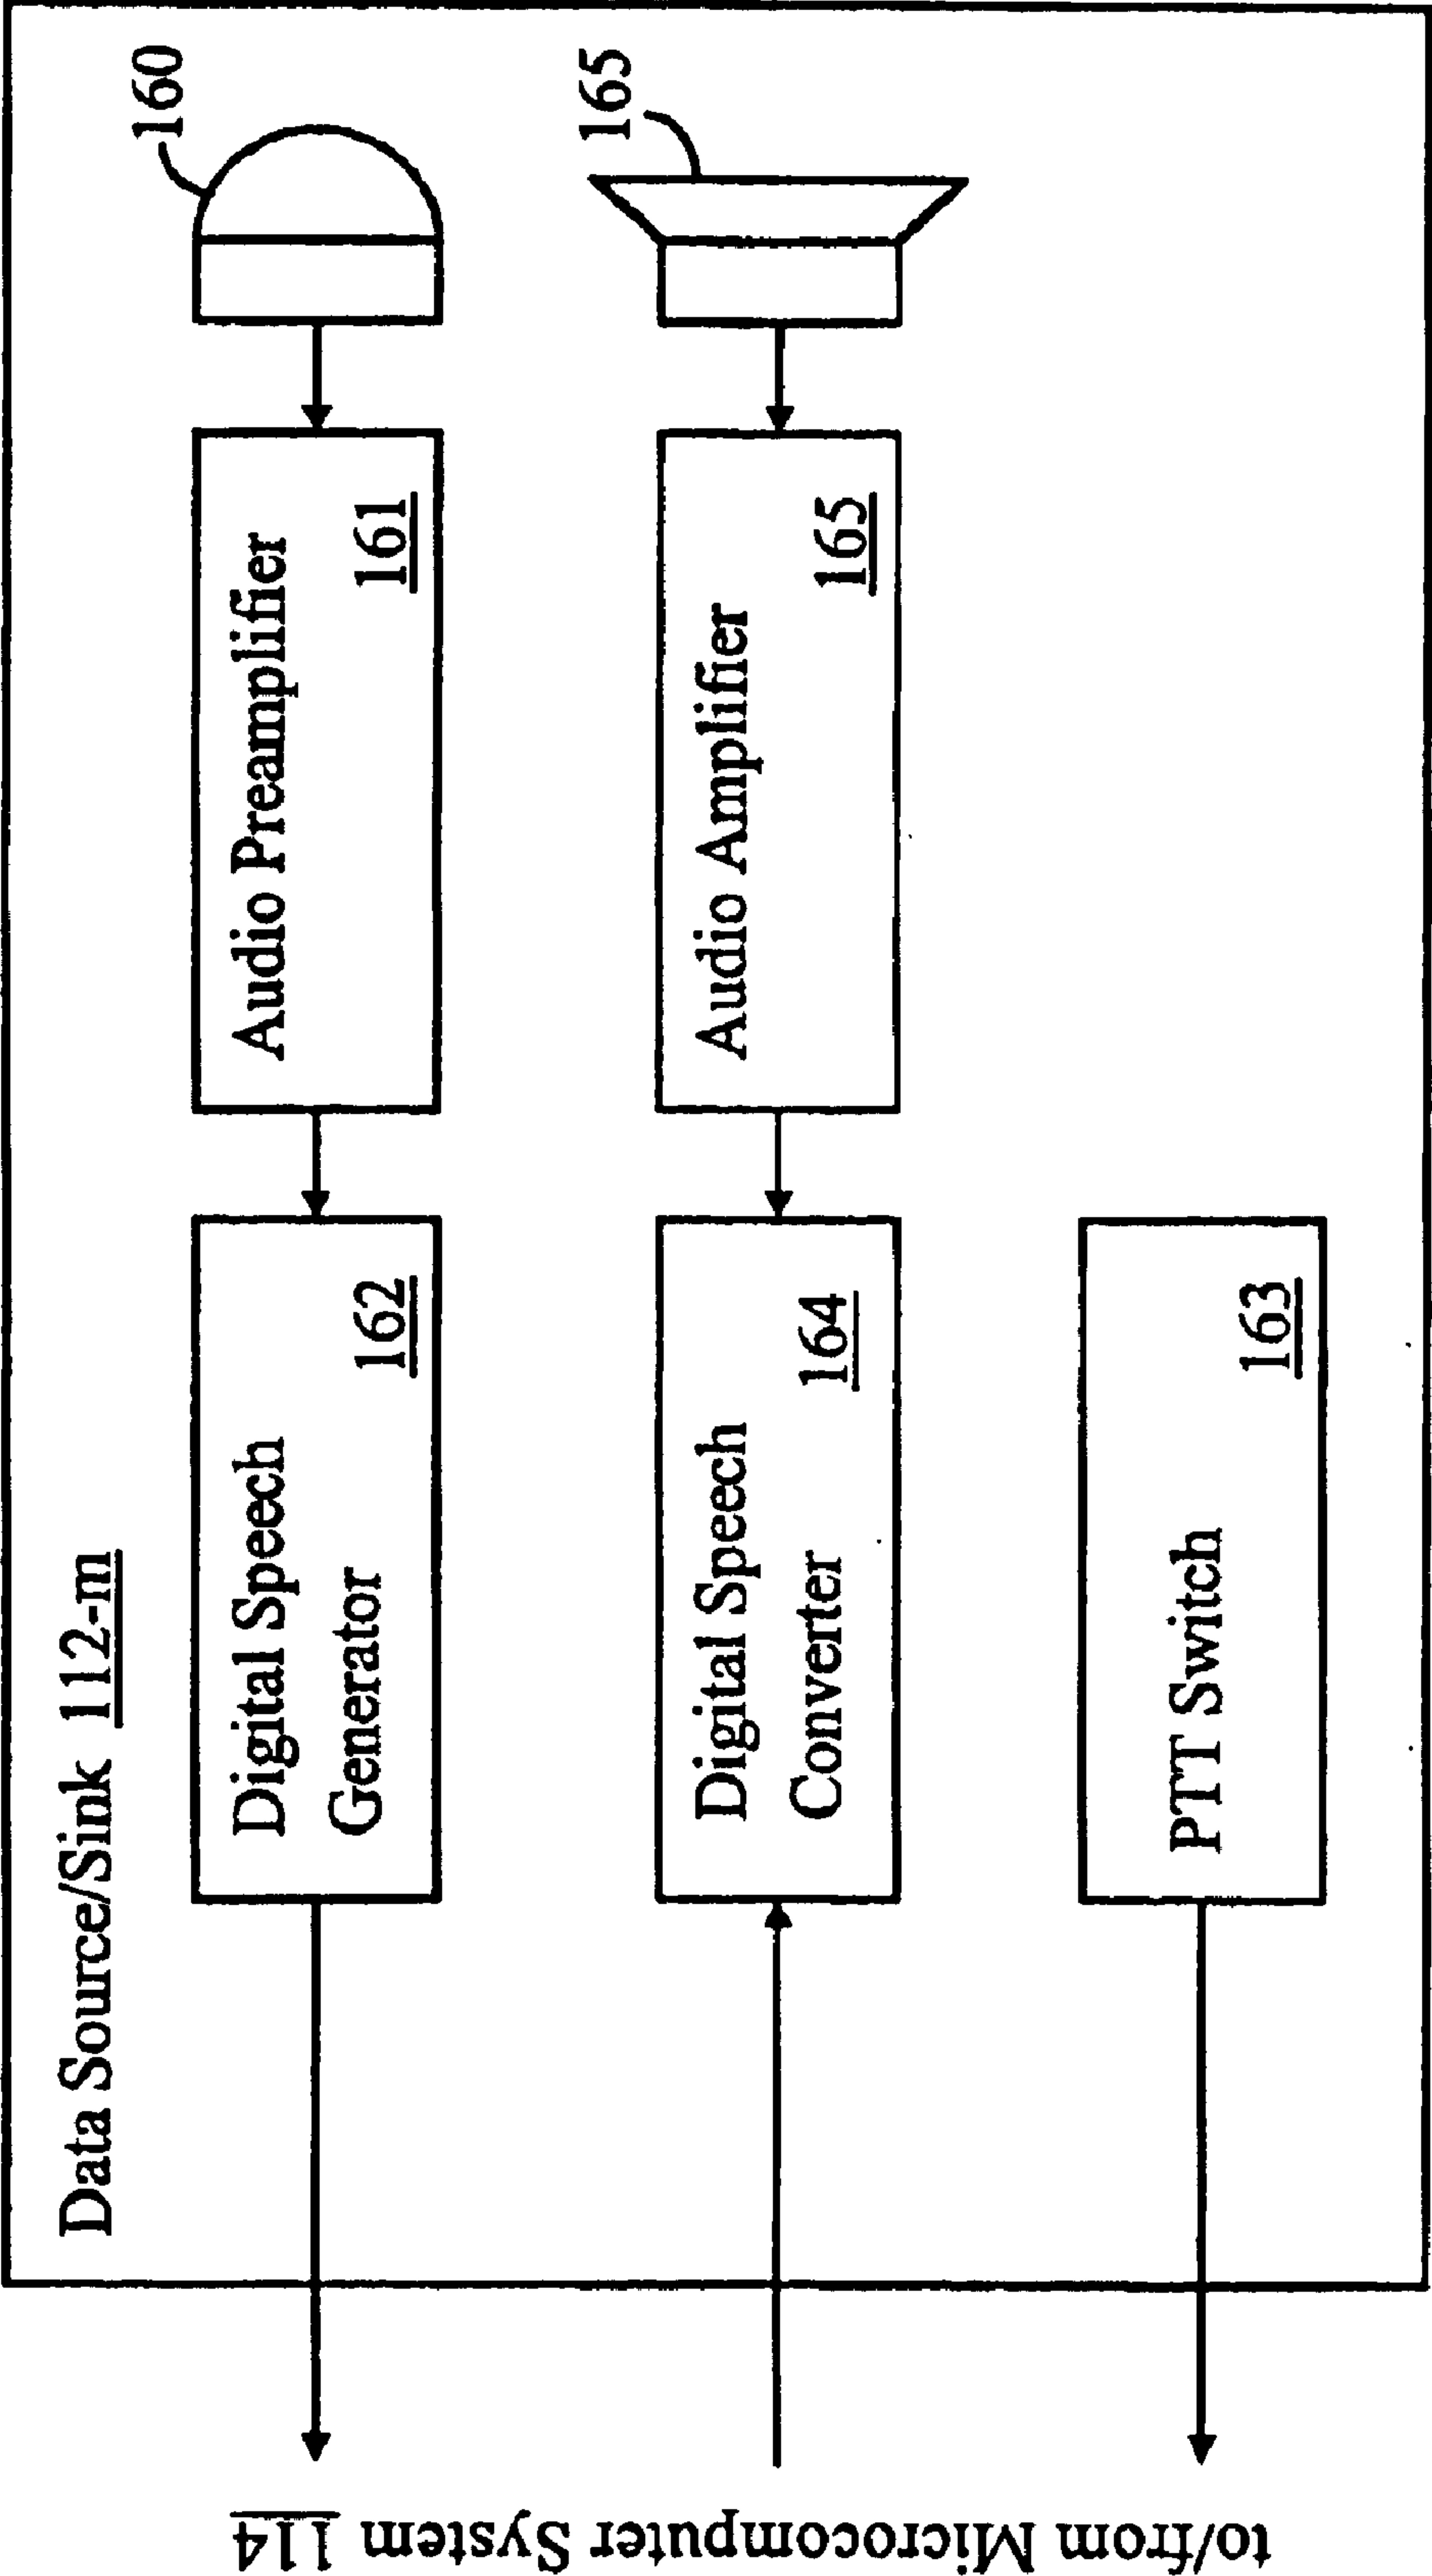 Data Source/Sink 112-m
160
Audio Preamplifier
161
Digital Speech
Generator
162
165
Audio Amplifier
165
Digital Speech
Converter
164
PTT Switch
163
to/from Microcomputer System 114